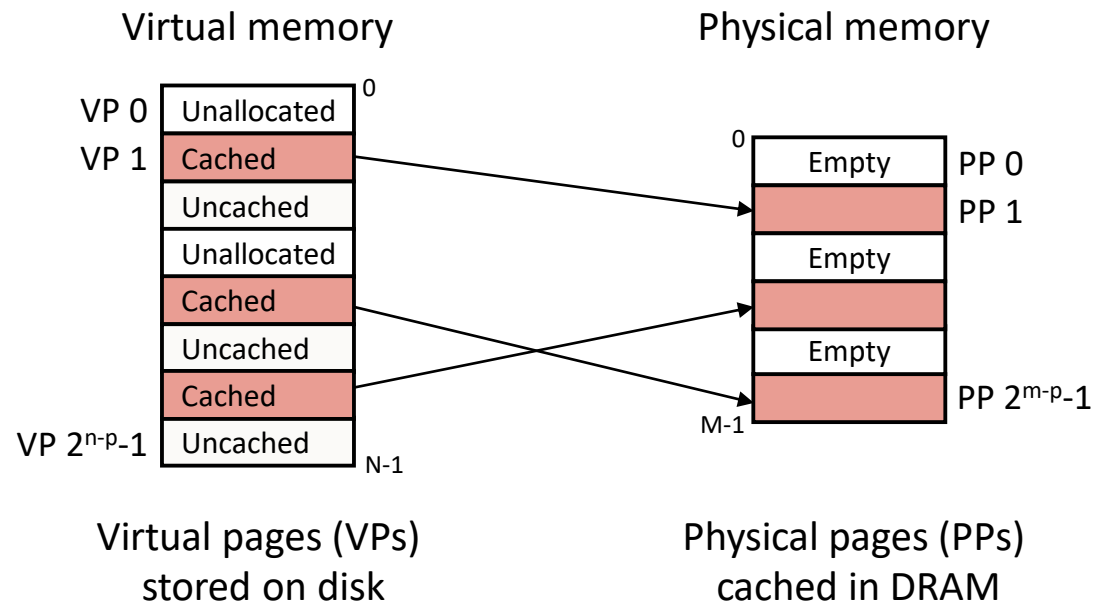 Virtual memory
Physical memory
0
VP 0 Unallocated
VP 1 Cached
Uncached
Unallocated
Cached
Uncached
Cached
VP 2ⁿ⁻ᵖ-1 Uncached
N-1
0
Empty PP 0
PP 1
Empty
Empty
PP 2ᵐ⁻ᵖ-1
M-1
Virtual pages (VPs)
stored on disk
Physical pages (PPs)
cached in DRAM